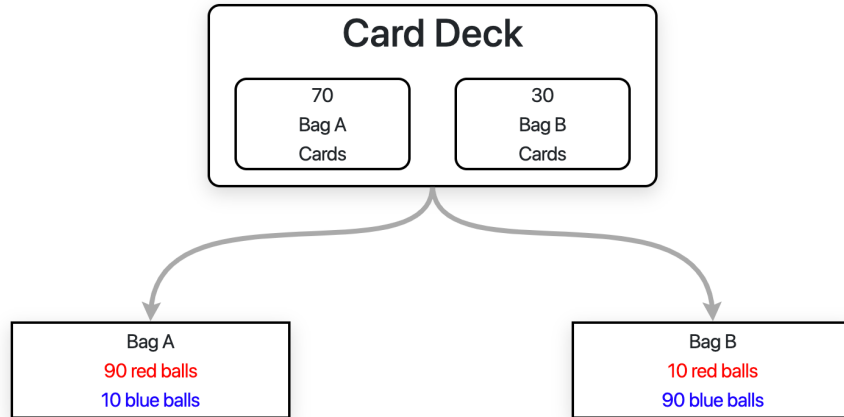 Card Deck
70
Bag A
Cards
30
Bag B
Cards
Bag A
90 red balls
10 blue balls
Bag B
10 red balls
90 blue balls